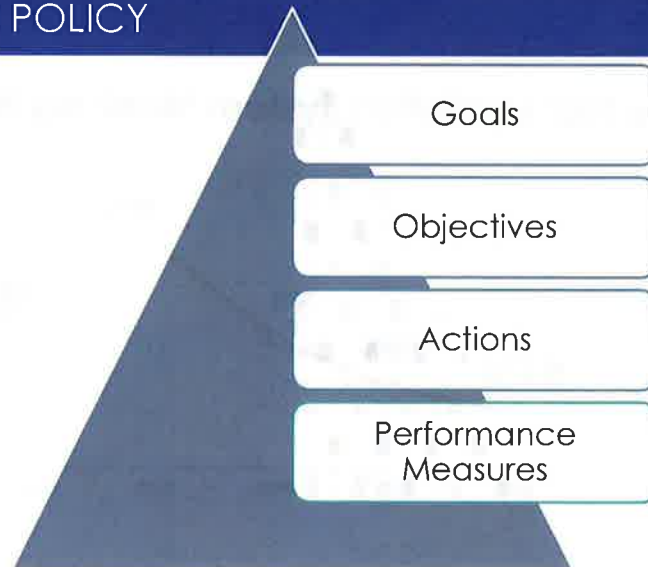 POLICY
Goals
Objectives
Actions
Performance
Measures